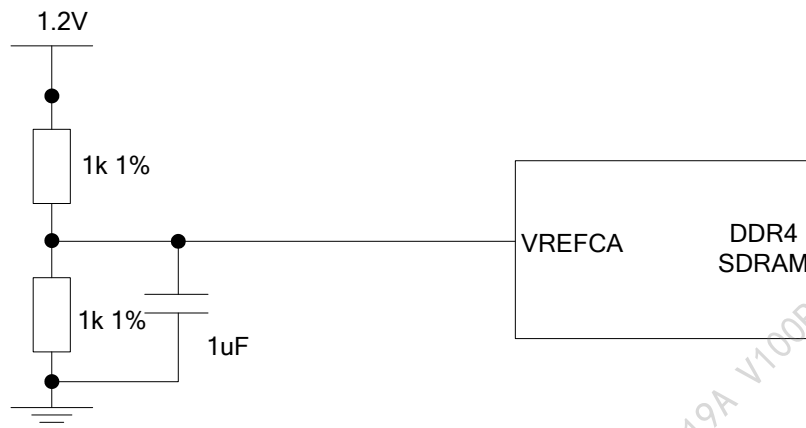 1.2V
1k 1%
VREFCA
DDR4
SDRAM
1k 1%
1uF